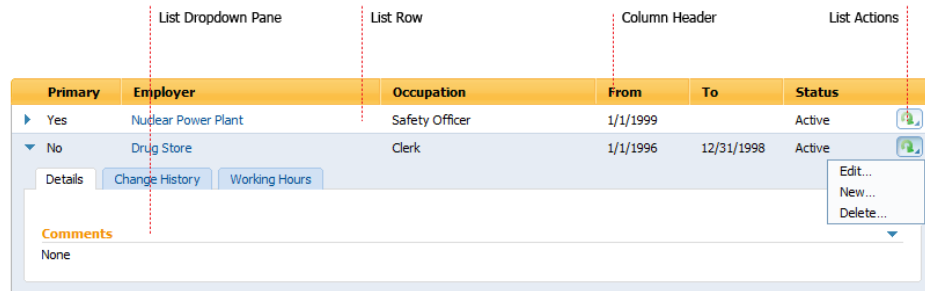 List Dropdown Pane List Row Column Header List Actions
Primary Employer Occupation From To Status
Yes Nuclear Power Plant Safety Officer 1/1/1999 Active
No Drug Store Clerk 1/1/1996 12/31/1998 Active
Details Change History Working Hours
Edit...
New...
Delete...
Comments
None